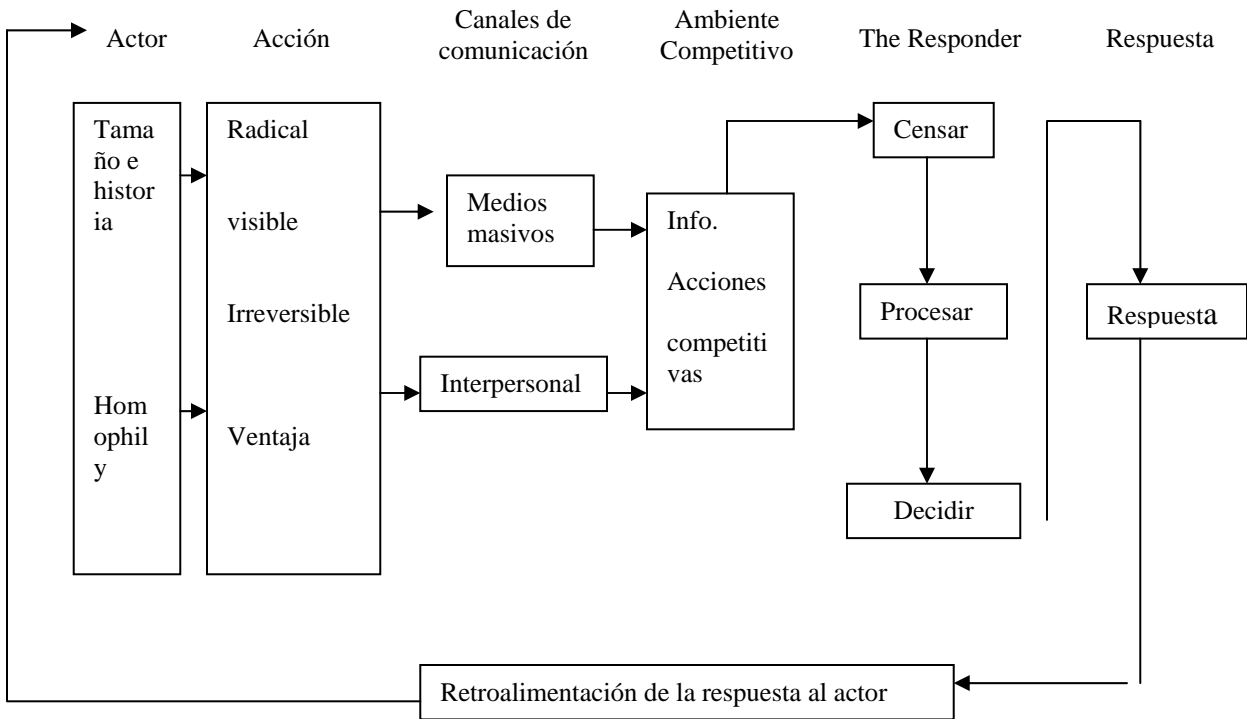 Actor
Acción
Canales de
comunicación
Ambiente
Competitivo
The Responder
Respuesta
Tama
ño e
histor
ia
Hom
ophil
y
Radical
visible
Irreversible
Ventaja
Medios
masivos
Interpersonal
Info.
Acciones
competiti
vas
Censar
Procesar
Decidir
Respuesta
Retroalimentación de la respuesta al actor